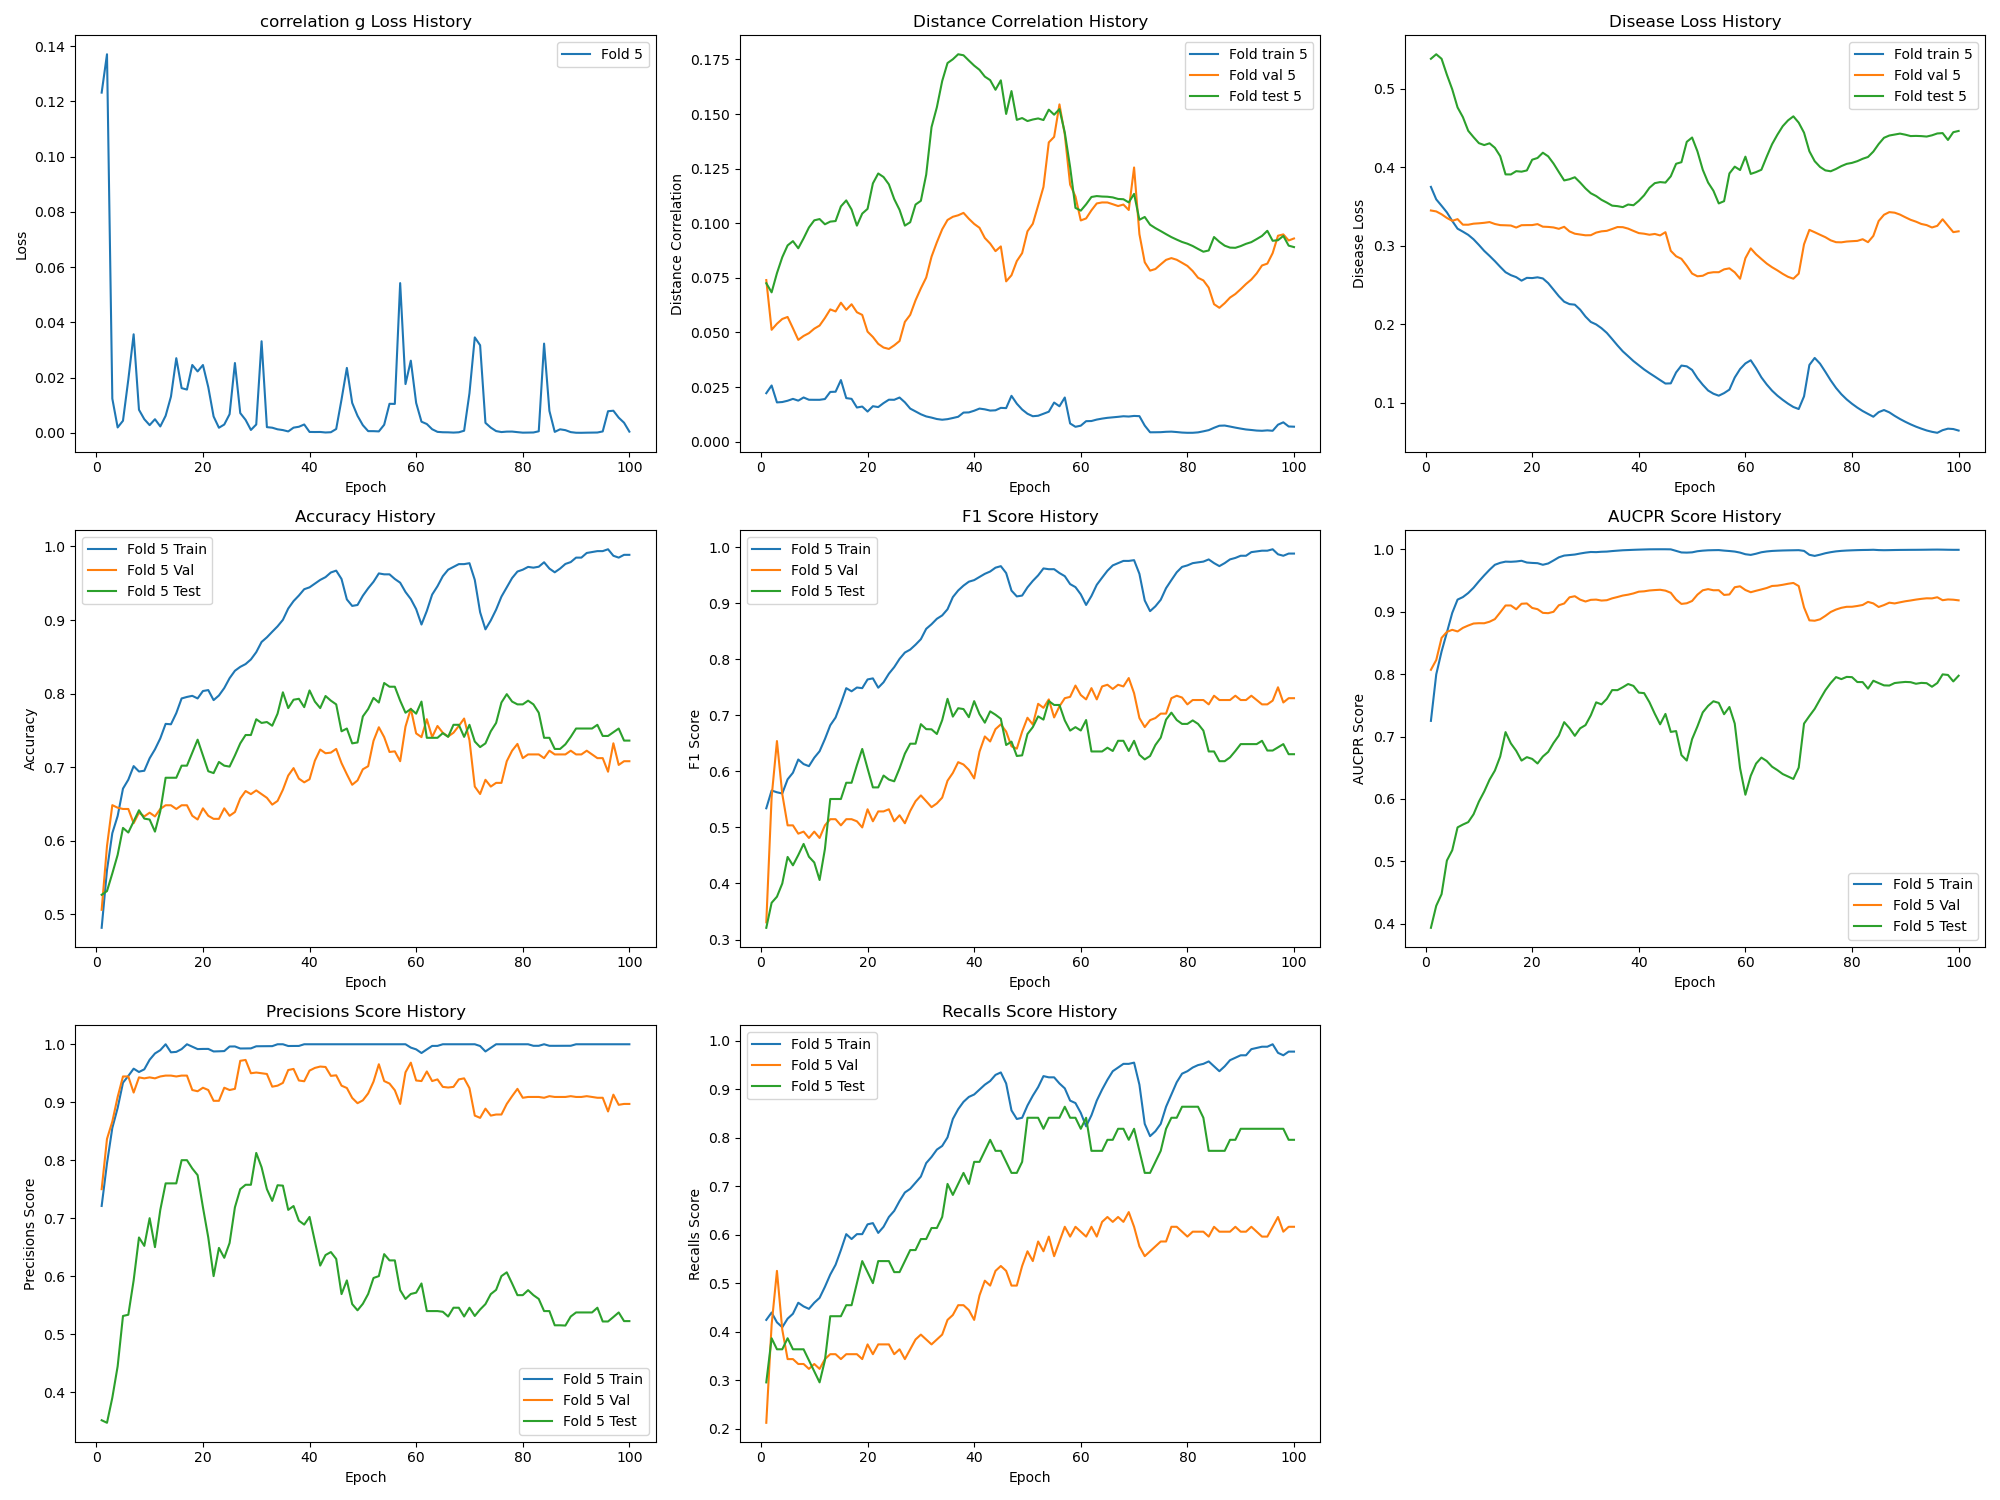 correlation g Loss History
Loss
0.14
0.12
0.10
0.08
0.06
0.04
0.02
0.00
Fold 5
0 20 40 60 80 100
Epoch
Distance Correlation History
Distance Correlation
0.175
0.150
0.125
0.100
0.075
0.050
0.025
0.000
Fold train 5
Fold val 5
Fold test 5
0 20 40 60 80 100
Epoch
Disease Loss History
Disease Loss
0.5
0.4
0.3
0.2
0.1
Fold train 5
Fold val 5
Fold test 5
0 20 40 60 80 100
Epoch
Accuracy History
Accuracy
1.0
0.9
0.8
0.7
0.6
0.5
Fold 5 Train
Fold 5 Val
Fold 5 Test
0 20 40 60 80 100
Epoch
F1 Score History
F1 Score
1.0
0.9
0.8
0.7
0.6
0.5
0.4
0.3
Fold 5 Train
Fold 5 Val
Fold 5 Test
0 20 40 60 80 100
Epoch
AUCPR Score History
AUCPR Score
1.0
0.9
0.8
0.7
0.6
0.5
0.4
Fold 5 Train
Fold 5 Val
Fold 5 Test
0 20 40 60 80 100
Epoch
Precisions Score History
Precisions Score
1.0
0.9
0.8
0.7
0.6
0.5
0.4
Fold 5 Train
Fold 5 Val
Fold 5 Test
0 20 40 60 80 100
Epoch
Recalls Score History
Recalls Score
1.0
0.9
0.8
0.7
0.6
0.5
0.4
0.3
0.2
Fold 5 Train
Fold 5 Val
Fold 5 Test
0 20 40 60 80 100
Epoch